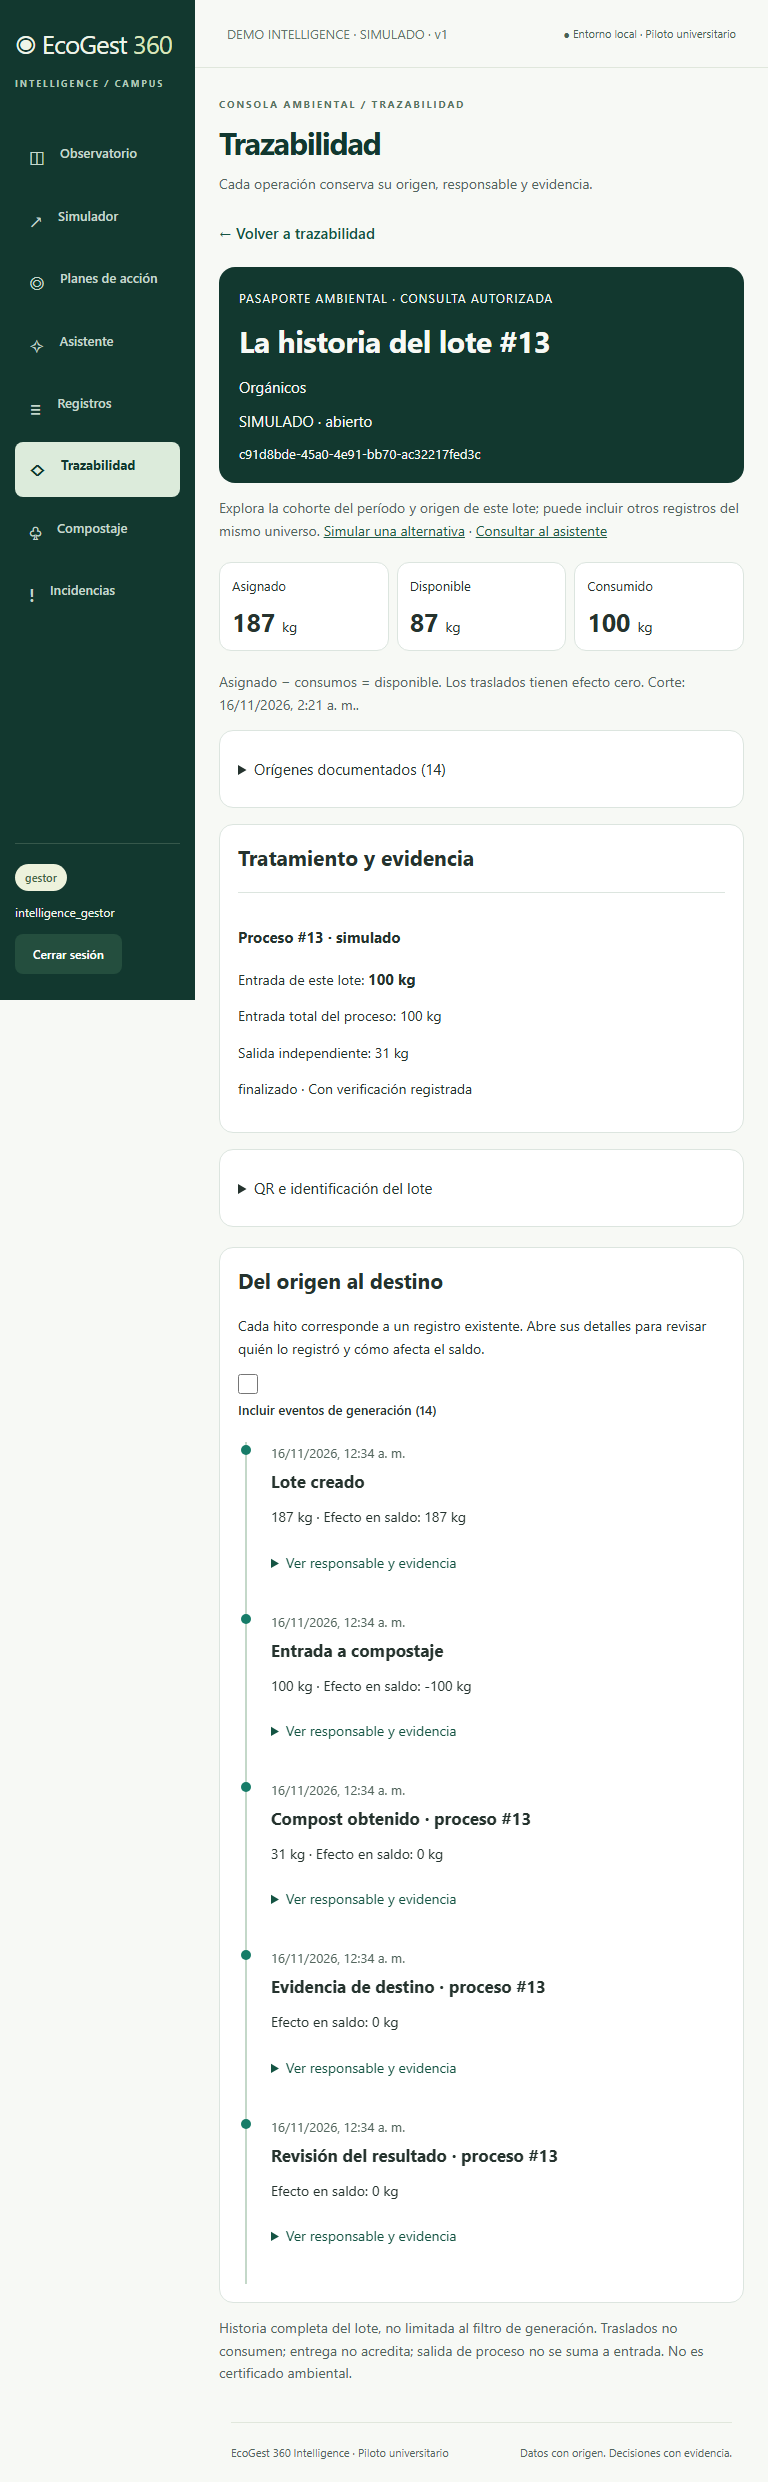 EcoGest 360
INTELLIGENCE / CAMPUS
Observatorio
Simulador
Planes de acción
Asistente
Registros
Trazabilidad
Compostaje
Incidencias
gestor
intelligence_gestor
Cerrar sesión
DEMO INTELLIGENCE · SIMULADO · v1
● Entorno local · Piloto universitario
CONSOLA AMBIENTAL / TRAZABILIDAD
Trazabilidad
Cada operación conserva su origen, responsable y evidencia.
← Volver a trazabilidad
PASAPORTE AMBIENTAL · CONSULTA AUTORIZADA
La historia del lote #13
Orgánicos
SIMULADO · abierto
c91d8bde-45a0-4e91-bb70-ac32217fed3c
Explora la cohorte del período y origen de este lote; puede incluir otros registros del
mismo universo. Simular una alternativa · Consultar al asistente
Asignado
187 kg
Disponible
87 kg
Consumido
100 kg
Asignado − consumos = disponible. Los traslados tienen efecto cero. Corte:
16/11/2026, 2:21 a. m..
Orígenes documentados (14)
Tratamiento y evidencia
Proceso #13 · simulado
Entrada de este lote: 100 kg
Entrada total del proceso: 100 kg
Salida independiente: 31 kg
finalizado · Con verificación registrada
QR e identificación del lote
Del origen al destino
Cada hito corresponde a un registro existente. Abre sus detalles para revisar
quién lo registró y cómo afecta el saldo.
Incluir eventos de generación (14)
16/11/2026, 12:34 a. m.
Lote creado
187 kg · Efecto en saldo: 187 kg
Ver responsable y evidencia
16/11/2026, 12:34 a. m.
Entrada a compostaje
100 kg · Efecto en saldo: -100 kg
Ver responsable y evidencia
16/11/2026, 12:34 a. m.
Compost obtenido · proceso #13
31 kg · Efecto en saldo: 0 kg
Ver responsable y evidencia
16/11/2026, 12:34 a. m.
Evidencia de destino · proceso #13
Efecto en saldo: 0 kg
Ver responsable y evidencia
16/11/2026, 12:34 a. m.
Revisión del resultado · proceso #13
Efecto en saldo: 0 kg
Ver responsable y evidencia
Historia completa del lote, no limitada al filtro de generación. Traslados no
consumen; entrega no acredita; salida de proceso no se suma a entrada. No es
certificado ambiental.
EcoGest 360 Intelligence · Piloto universitario
Datos con origen. Decisiones con evidencia.